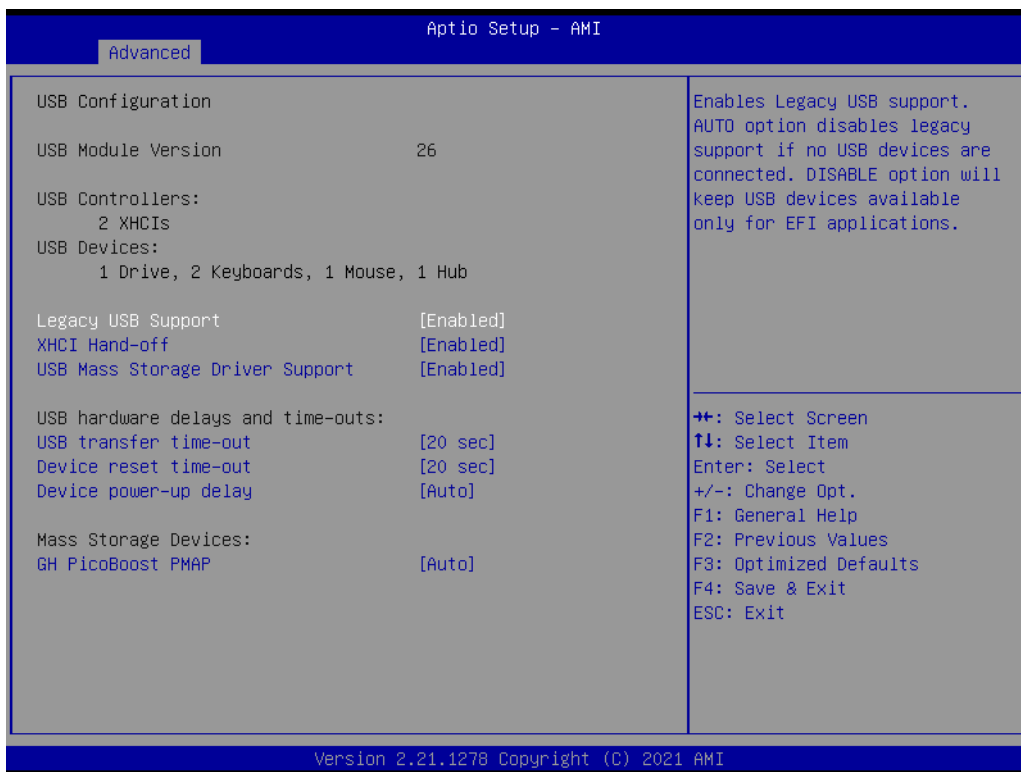 Aptio Setup – AMI
Advanced
USB Configuration
USB Module Version 26
USB Controllers:
2 XHCIs
USB Devices:
1 Drive, 2 Keyboards, 1 Mouse, 1 Hub
Legacy USB Support [Enabled]
XHCI Hand-off [Enabled]
USB Mass Storage Driver Support [Enabled]
USB hardware delays and time-outs:
USB transfer time-out [20 sec]
Device reset time-out [20 sec]
Device power-up delay [Auto]
Mass Storage Devices:
GH PicoBoost PMAP [Auto]
Enables Legacy USB support.
AUTO option disables legacy
support if no USB devices are
connected. DISABLE option will
keep USB devices available
only for EFI applications.
→←: Select Screen
↑↓: Select Item
Enter: Select
+/-: Change Opt.
F1: General Help
F2: Previous Values
F3: Optimized Defaults
F4: Save & Exit
ESC: Exit
Version 2.21.1278 Copyright (C) 2021 AMI